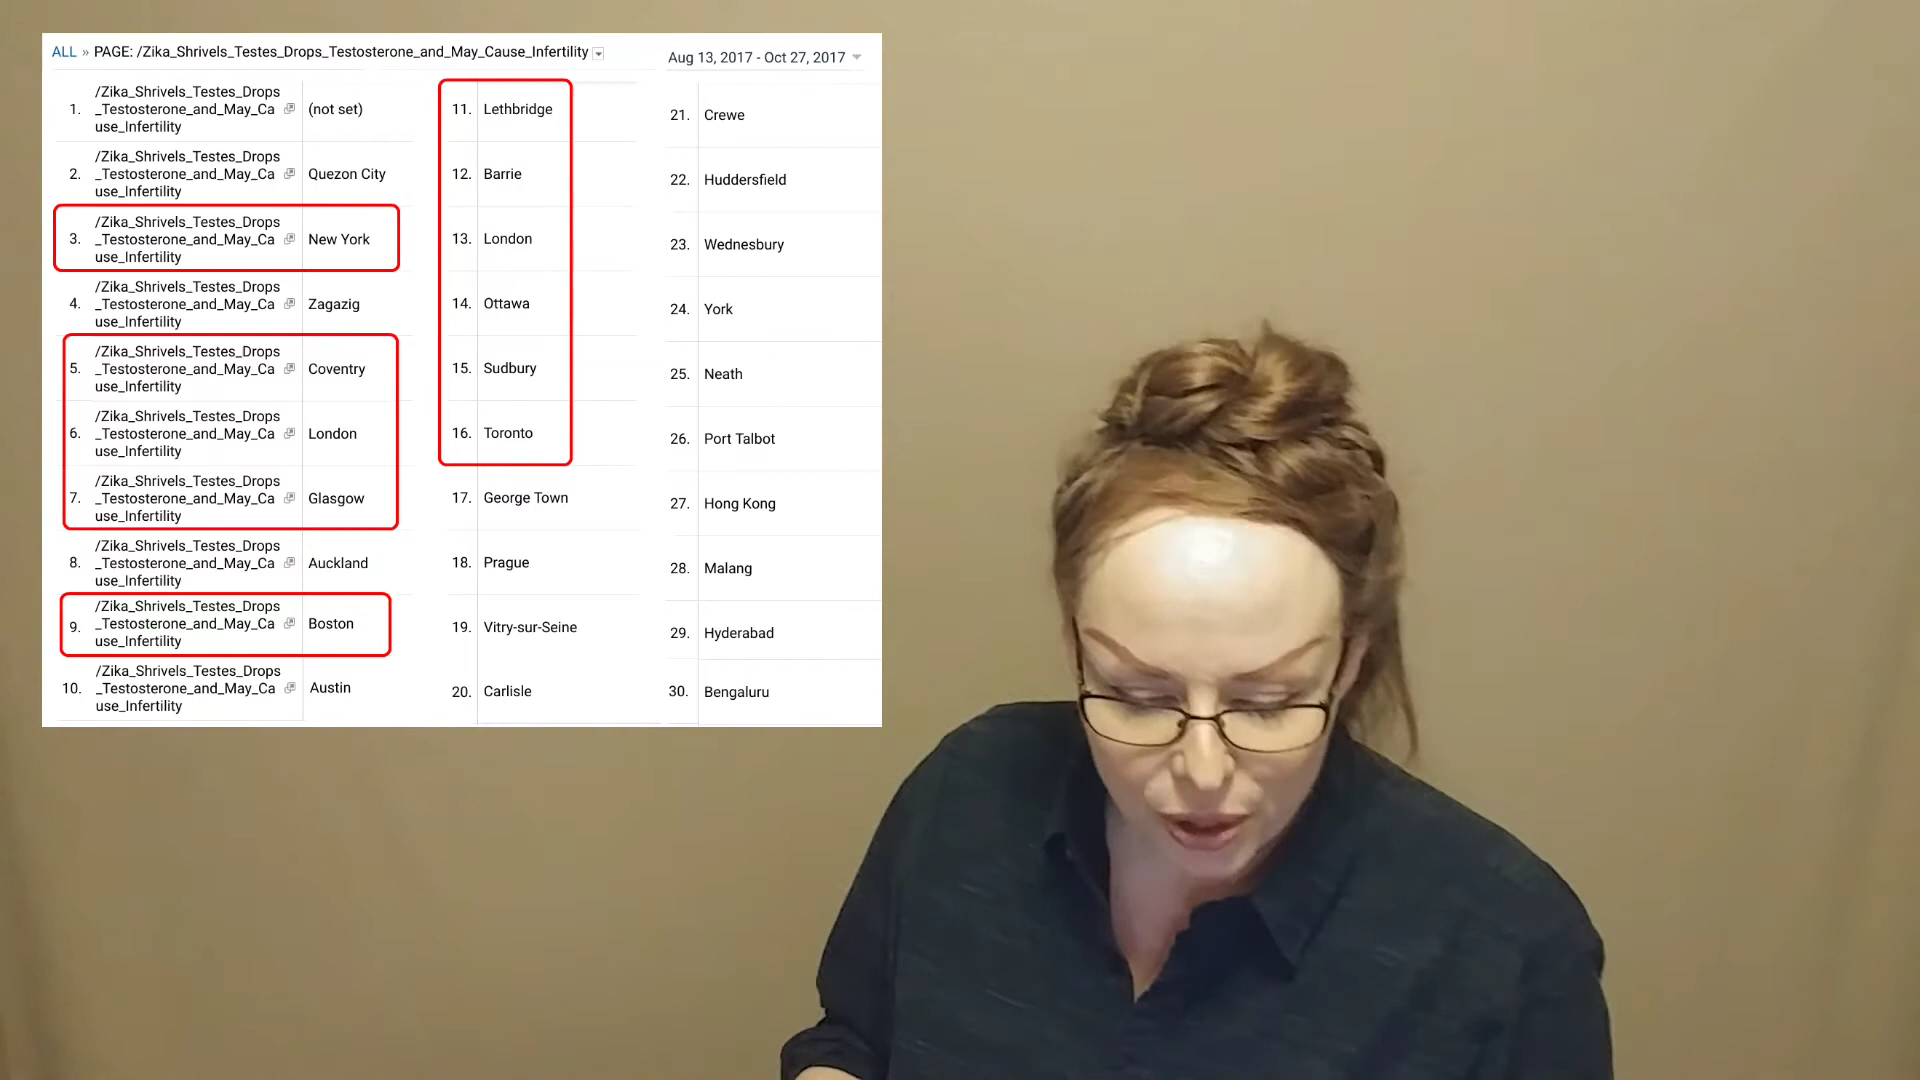 ALL » PAGE: /Zika_Shrivels_Testes_Drops_Testosterone_and_May_Cause_Infertility
Aug 13, 2017 - Oct 27, 2017
1. /Zika_Shrivels_Testes_Drops
_Testosterone_and_May_Ca
use_Infertility
(not set)
2. /Zika_Shrivels_Testes_Drops
_Testosterone_and_May_Ca
use_Infertility
Quezon City
3. /Zika_Shrivels_Testes_Drops
_Testosterone_and_May_Ca
use_Infertility
New York
4. /Zika_Shrivels_Testes_Drops
_Testosterone_and_May_Ca
use_Infertility
Zagazig
5. /Zika_Shrivels_Testes_Drops
_Testosterone_and_May_Ca
use_Infertility
Coventry
6. /Zika_Shrivels_Testes_Drops
_Testosterone_and_May_Ca
use_Infertility
London
7. /Zika_Shrivels_Testes_Drops
_Testosterone_and_May_Ca
use_Infertility
Glasgow
8. /Zika_Shrivels_Testes_Drops
_Testosterone_and_May_Ca
use_Infertility
Auckland
9. /Zika_Shrivels_Testes_Drops
_Testosterone_and_May_Ca
use_Infertility
Boston
10. /Zika_Shrivels_Testes_Drops
_Testosterone_and_May_Ca
use_Infertility
Austin
11. Lethbridge
12. Barrie
13. London
14. Ottawa
15. Sudbury
16. Toronto
17. George Town
18. Prague
19. Vitry-sur-Seine
20. Carlisle
21. Crewe
22. Huddersfield
23. Wednesbury
24. York
25. Neath
26. Port Talbot
27. Hong Kong
28. Malang
29. Hyderabad
30. Bengaluru